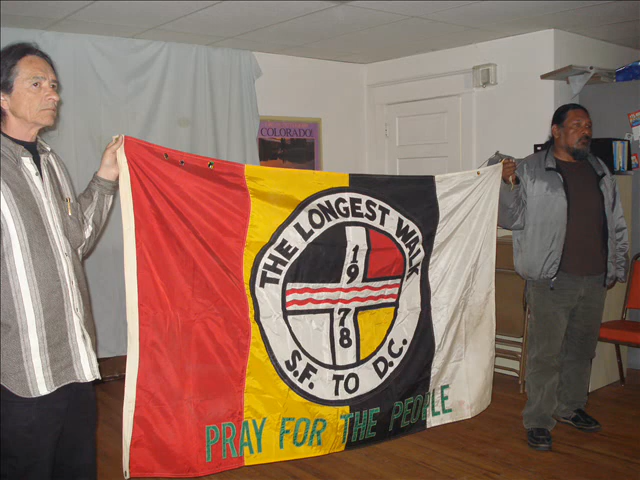 COLORADO!
THE LONGEST WALK
19
78
S.F. TO D.C.
PRAY FOR THE PEOPLE